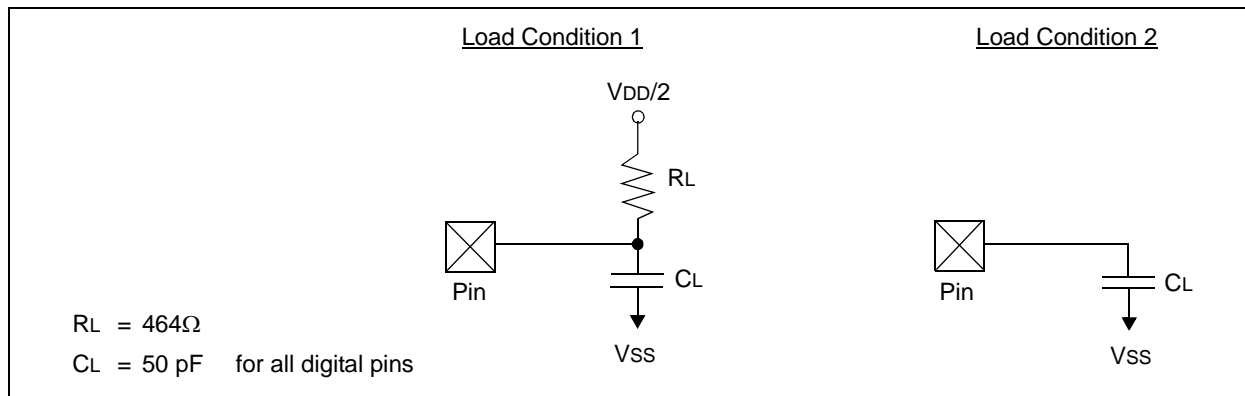 Load Condition 1
VDD/2
RL
Pin
CL
VSS
Load Condition 2
Pin
CL
VSS
RL = 464Ω
CL = 50 pF for all digital pins